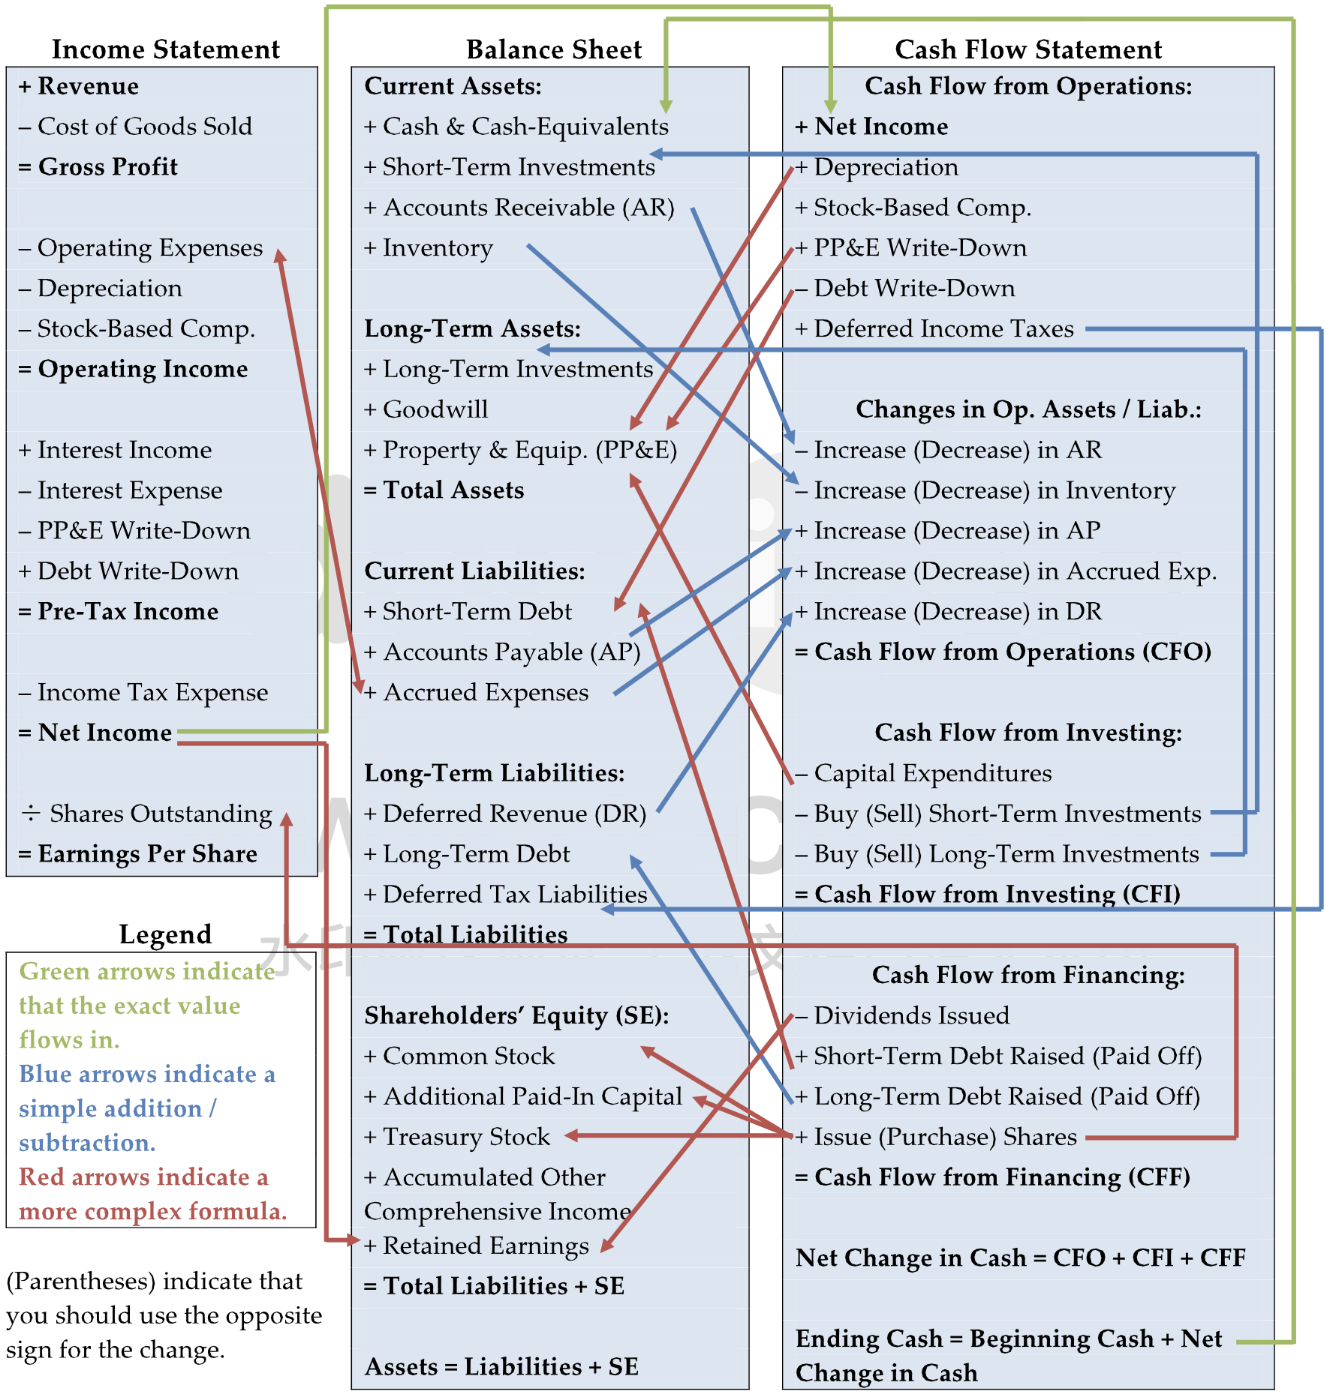 Income Statement
+ Revenue
– Cost of Goods Sold
= Gross Profit
– Operating Expenses
– Depreciation
– Stock-Based Comp.
= Operating Income
+ Interest Income
– Interest Expense
– PP&E Write-Down
+ Debt Write-Down
= Pre-Tax Income
– Income Tax Expense
= Net Income
÷ Shares Outstanding
= Earnings Per Share
Legend
Green arrows indicate
that the exact value
flows in.
Blue arrows indicate a
simple addition /
subtraction.
Red arrows indicate a
more complex formula.
(Parentheses) indicate that
you should use the opposite
sign for the change.
Balance Sheet
Current Assets:
+ Cash & Cash-Equivalents
+ Short-Term Investments
+ Accounts Receivable (AR)
+ Inventory
Long-Term Assets:
+ Long-Term Investments
+ Goodwill
+ Property & Equip. (PP&E)
= Total Assets
Current Liabilities:
+ Short-Term Debt
+ Accounts Payable (AP)
+ Accrued Expenses
Long-Term Liabilities:
+ Deferred Revenue (DR)
+ Long-Term Debt
+ Deferred Tax Liabilities
= Total Liabilities
Shareholders’ Equity (SE):
+ Common Stock
+ Additional Paid-In Capital
+ Treasury Stock
+ Accumulated Other
Comprehensive Income
+ Retained Earnings
= Total Liabilities + SE
Assets = Liabilities + SE
Cash Flow Statement
Cash Flow from Operations:
+ Net Income
+ Depreciation
+ Stock-Based Comp.
+ PP&E Write-Down
– Debt Write-Down
+ Deferred Income Taxes
Changes in Op. Assets / Liab.:
– Increase (Decrease) in AR
– Increase (Decrease) in Inventory
+ Increase (Decrease) in AP
+ Increase (Decrease) in Accrued Exp.
+ Increase (Decrease) in DR
= Cash Flow from Operations (CFO)
Cash Flow from Investing:
– Capital Expenditures
– Buy (Sell) Short-Term Investments
– Buy (Sell) Long-Term Investments
= Cash Flow from Investing (CFI)
Cash Flow from Financing:
– Dividends Issued
+ Short-Term Debt Raised (Paid Off)
+ Long-Term Debt Raised (Paid Off)
+ Issue (Purchase) Shares
= Cash Flow from Financing (CFF)
Net Change in Cash = CFO + CFI + CFF
Ending Cash = Beginning Cash + Net
Change in Cash
水印